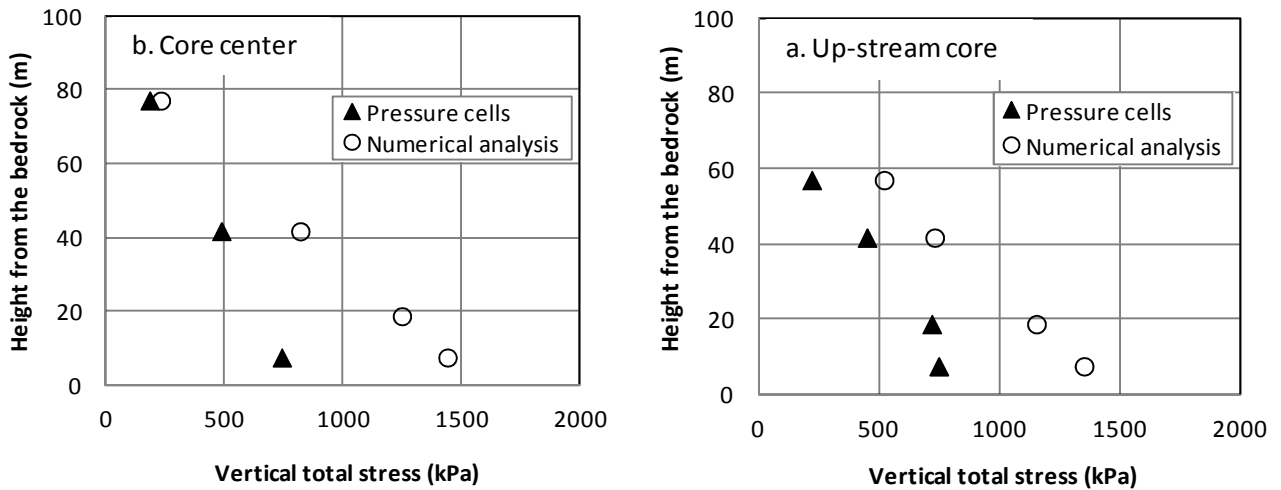 100
80
60
40
20
0
Height from the bedrock (m)
b. Core center
Pressure cells
Numerical analysis
0 500 1000 1500 2000
Vertical total stress (kPa)
100
80
60
40
20
0
Height from the bedrock (m)
a. Up-stream core
Pressure cells
Numerical analysis
0 500 1000 1500 2000
Vertical total stress (kPa)